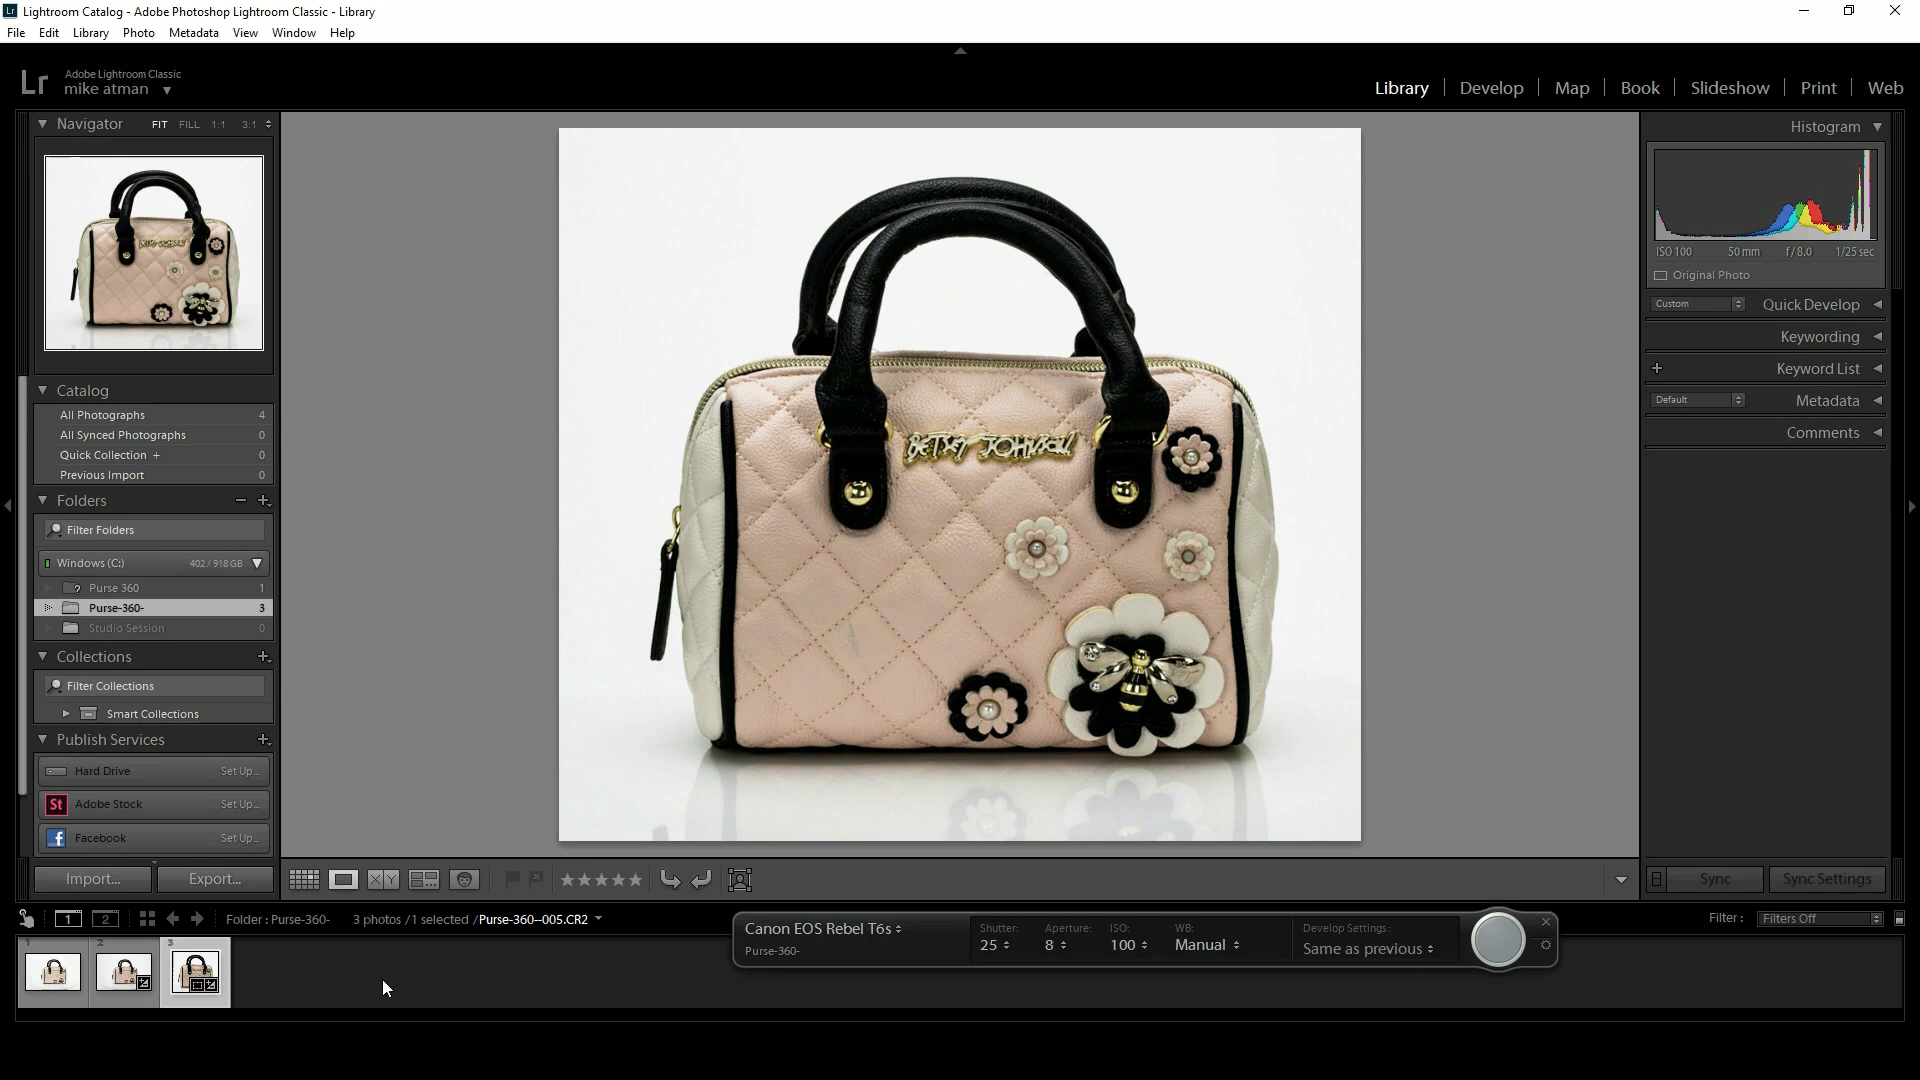 Lightroom Catalog - Adobe Photoshop Lightroom Classic - Library
File Edit Library Photo Metadata View Window Help
Lr
Adobe Lightroom Classic
mike atman
Library Develop Map Book Slideshow Print Web
Navigator FIT FILL 1:1 3:1
Histogram
ISO 100 50 mm f/8.0 1/25 sec
Original Photo
Custom Quick Develop
Keywording
Keyword List
Default Metadata
Comments
Catalog
All Photographs 4
All Synced Photographs 0
Quick Collection + 0
Previous Import 0
Folders
Filter Folders
Windows (C:) 402 / 918 GB
Purse 360 1
Purse-360- 3
Studio Session 0
Collections
Filter Collections
Smart Collections
Publish Services
Hard Drive Set Up...
St Adobe Stock Set Up...
f Facebook Set Up...
Import... Export...
BETSEY JOHNSON
XY
Sync Sync Settings
1 2 Folder : Purse-360- 3 photos / 1 selected / Purse-360--005.CR2
Filter : Filters Off
Canon EOS Rebel T6s
Purse-360-
Shutter: Aperture: ISO: WB: Develop Settings:
25 8 100 Manual Same as previous
1 2 3